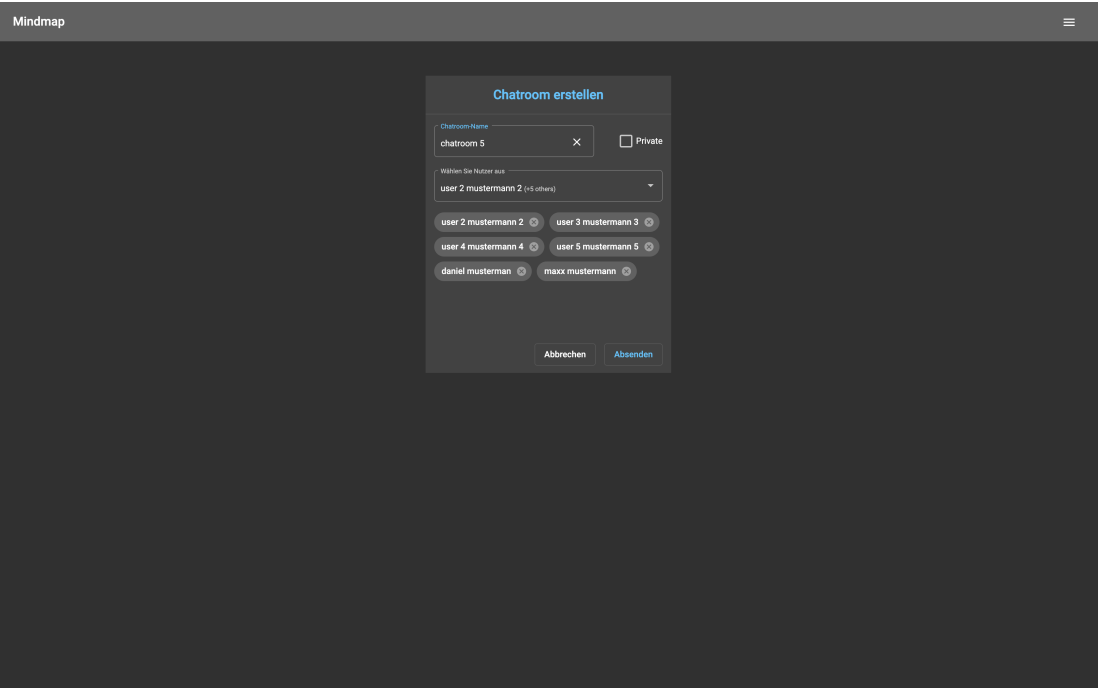 Mindmap
Chatroom erstellen
Chatroom-Name
chatroom 5
Private
Wählen Sie Nutzer aus
user 2 mustermann 2 (+5 others)
user 2 mustermann 2 user 3 mustermann 3
user 4 mustermann 4 user 5 mustermann 5
daniel musterman maxx mustermann
Abbrechen Absenden